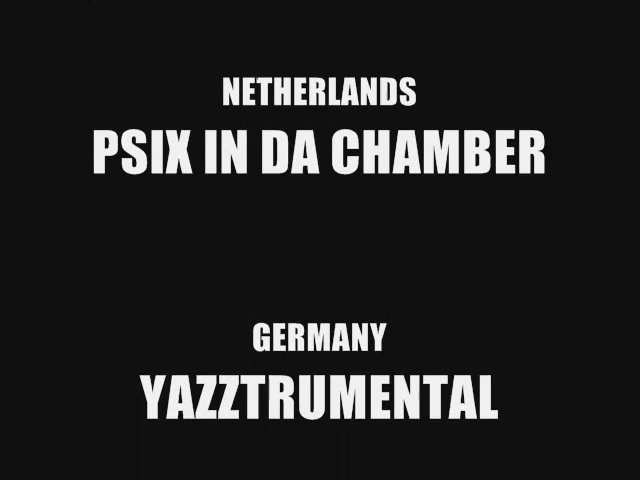 NETHERLANDS
PSIX IN DA CHAMBER
GERMANY
YAZZTRUMENTAL